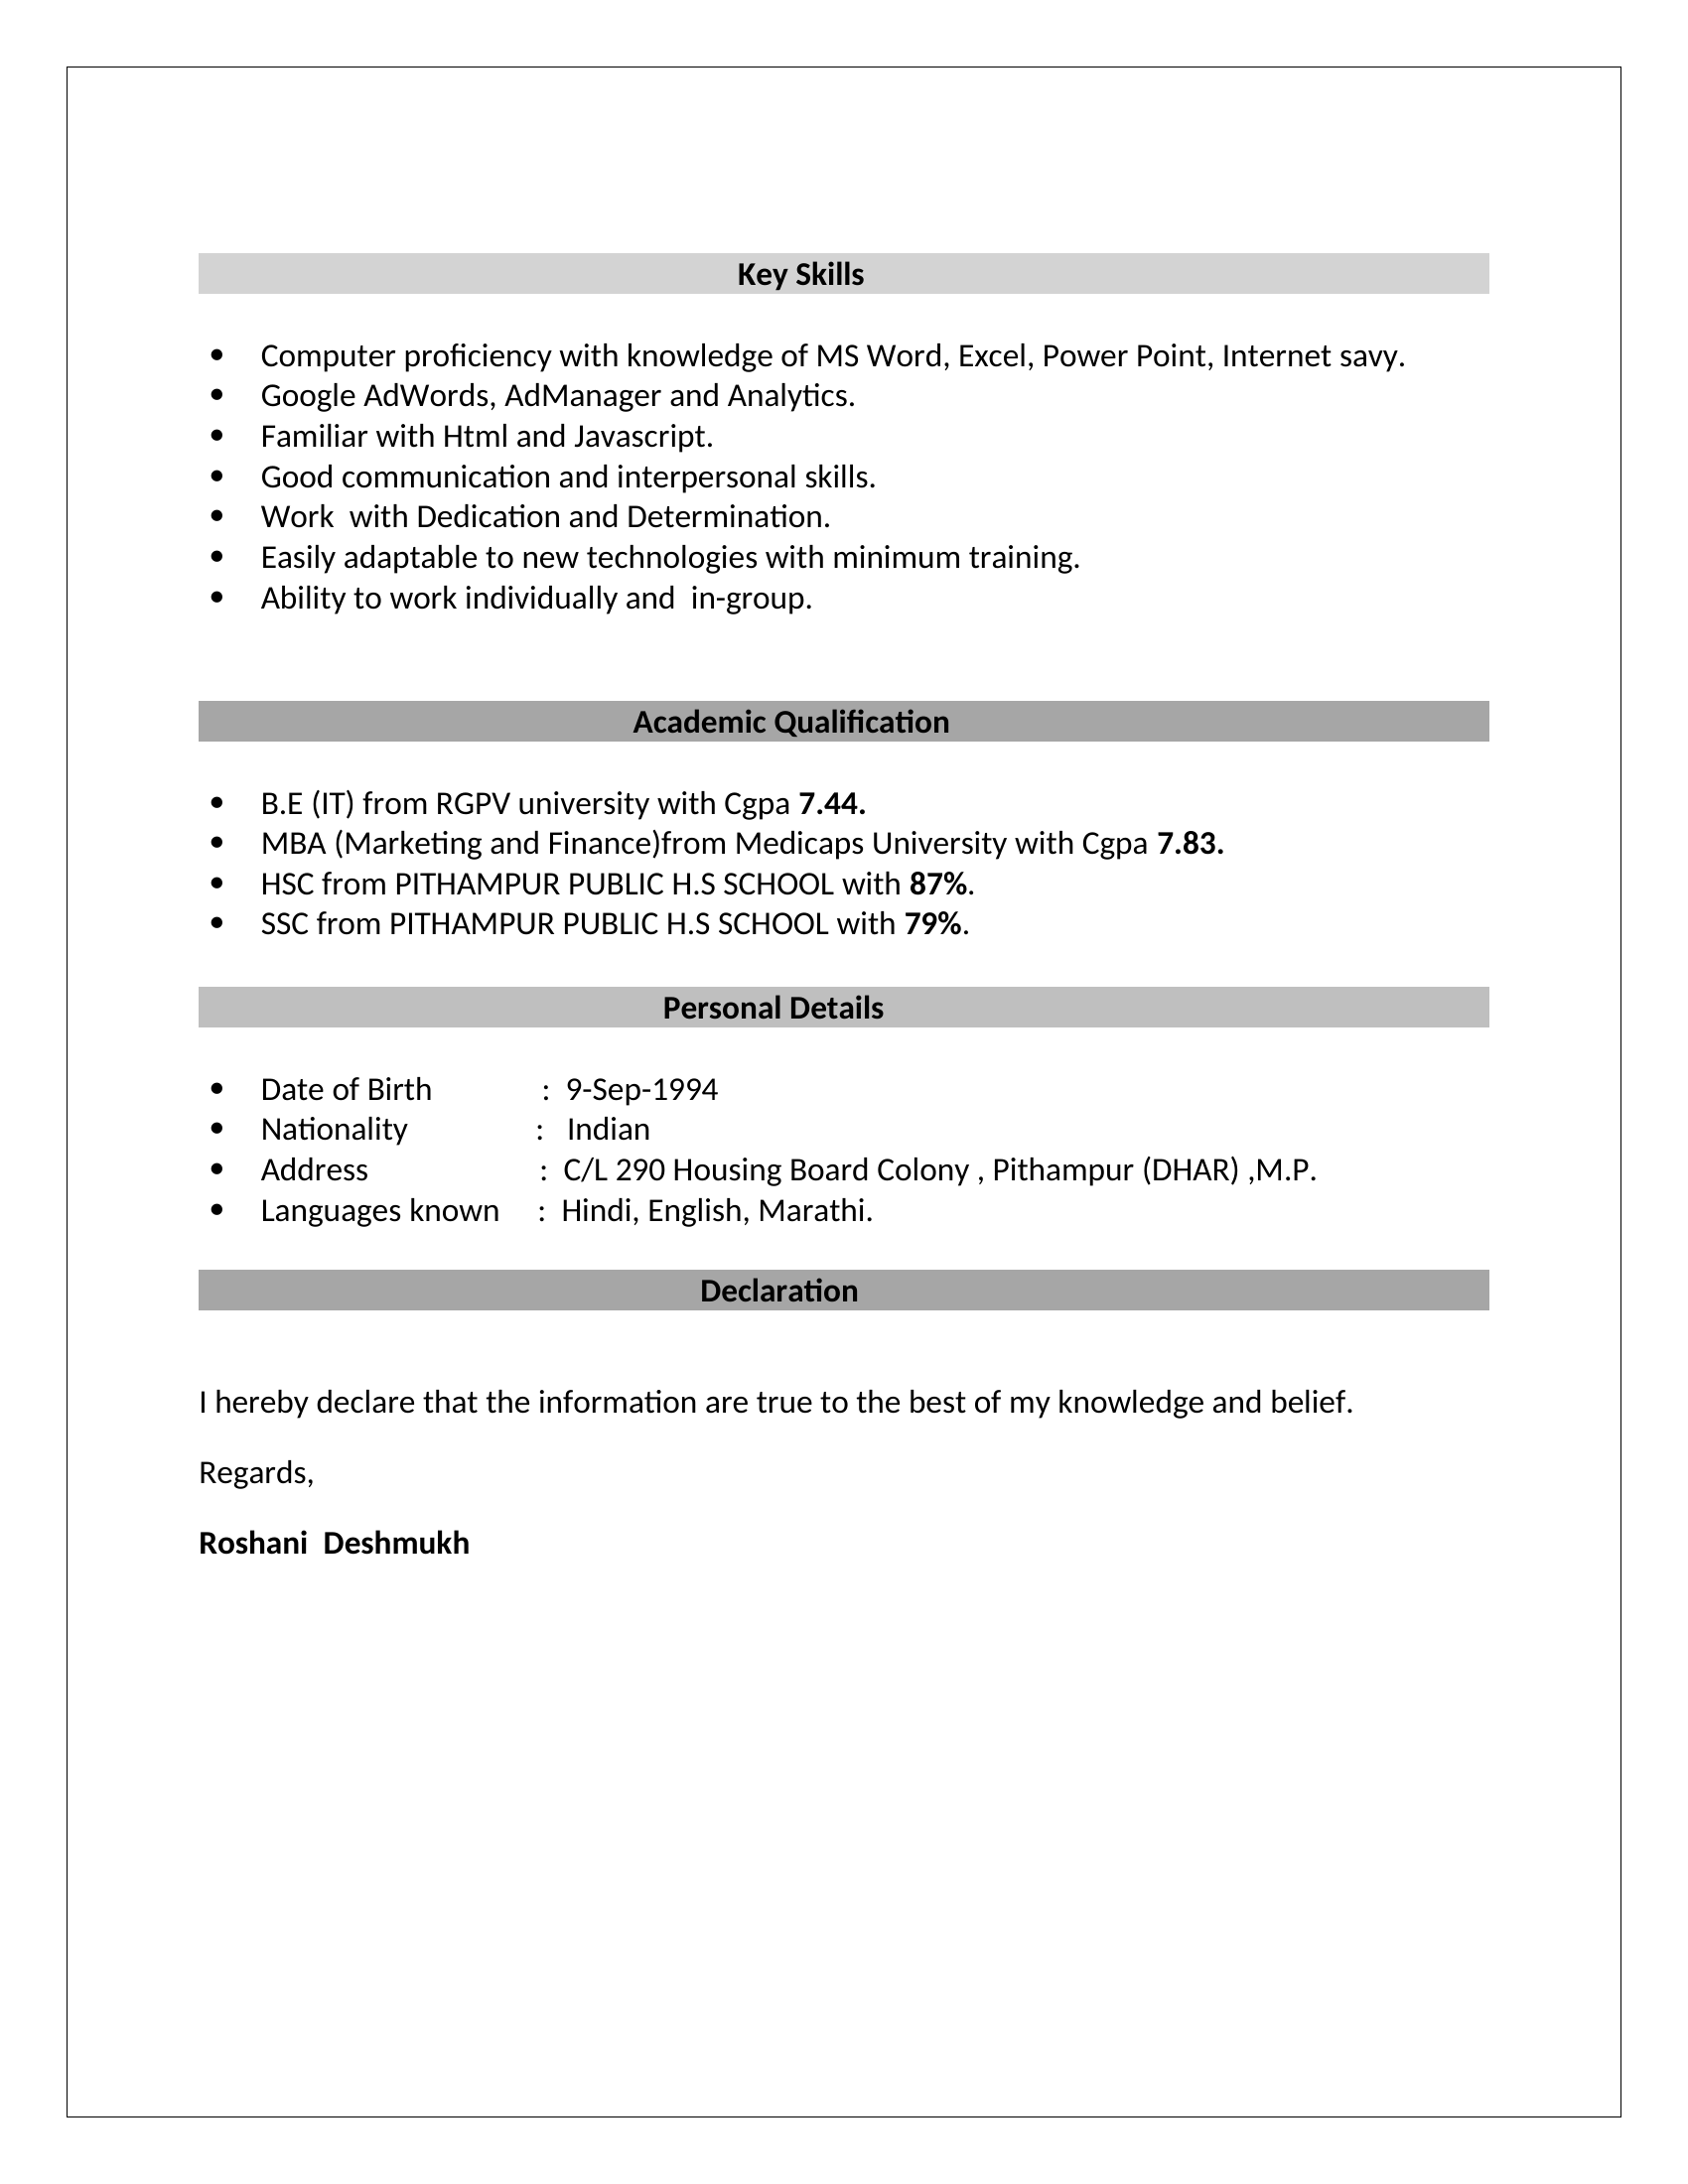 Key Skills
• Computer proficiency with knowledge of MS Word, Excel, Power Point, Internet savy.
• Google AdWords, AdManager and Analytics.
• Familiar with Html and Javascript.
• Good communication and interpersonal skills.
• Work  with Dedication and Determination.
• Easily adaptable to new technologies with minimum training.
• Ability to work individually and  in-group.
Academic Qualification
• B.E (IT) from RGPV university with Cgpa 7.44.
• MBA (Marketing and Finance)from Medicaps University with Cgpa 7.83.
• HSC from PITHAMPUR PUBLIC H.S SCHOOL with 87%.
• SSC from PITHAMPUR PUBLIC H.S SCHOOL with 79%.
Personal Details
• Date of Birth : 9-Sep-1994
• Nationality : Indian
• Address : C/L 290 Housing Board Colony , Pithampur (DHAR) ,M.P.
• Languages known : Hindi, English, Marathi.
Declaration
I hereby declare that the information are true to the best of my knowledge and belief.
Regards,
Roshani  Deshmukh